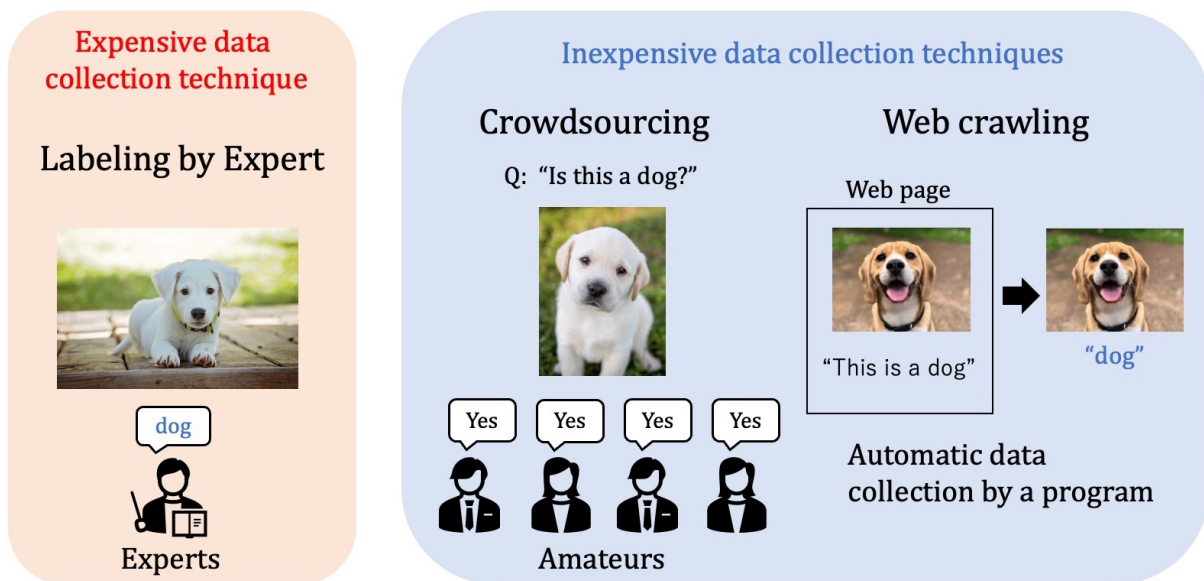 Expensive data
collection technique
Labeling by Expert
dog
Experts
Inexpensive data collection techniques
Crowdsourcing
Q: “Is this a dog?”
Yes
Yes
Yes
Yes
Amateurs
Web crawling
Web page
“This is a dog”
“dog”
Automatic data
collection by a program